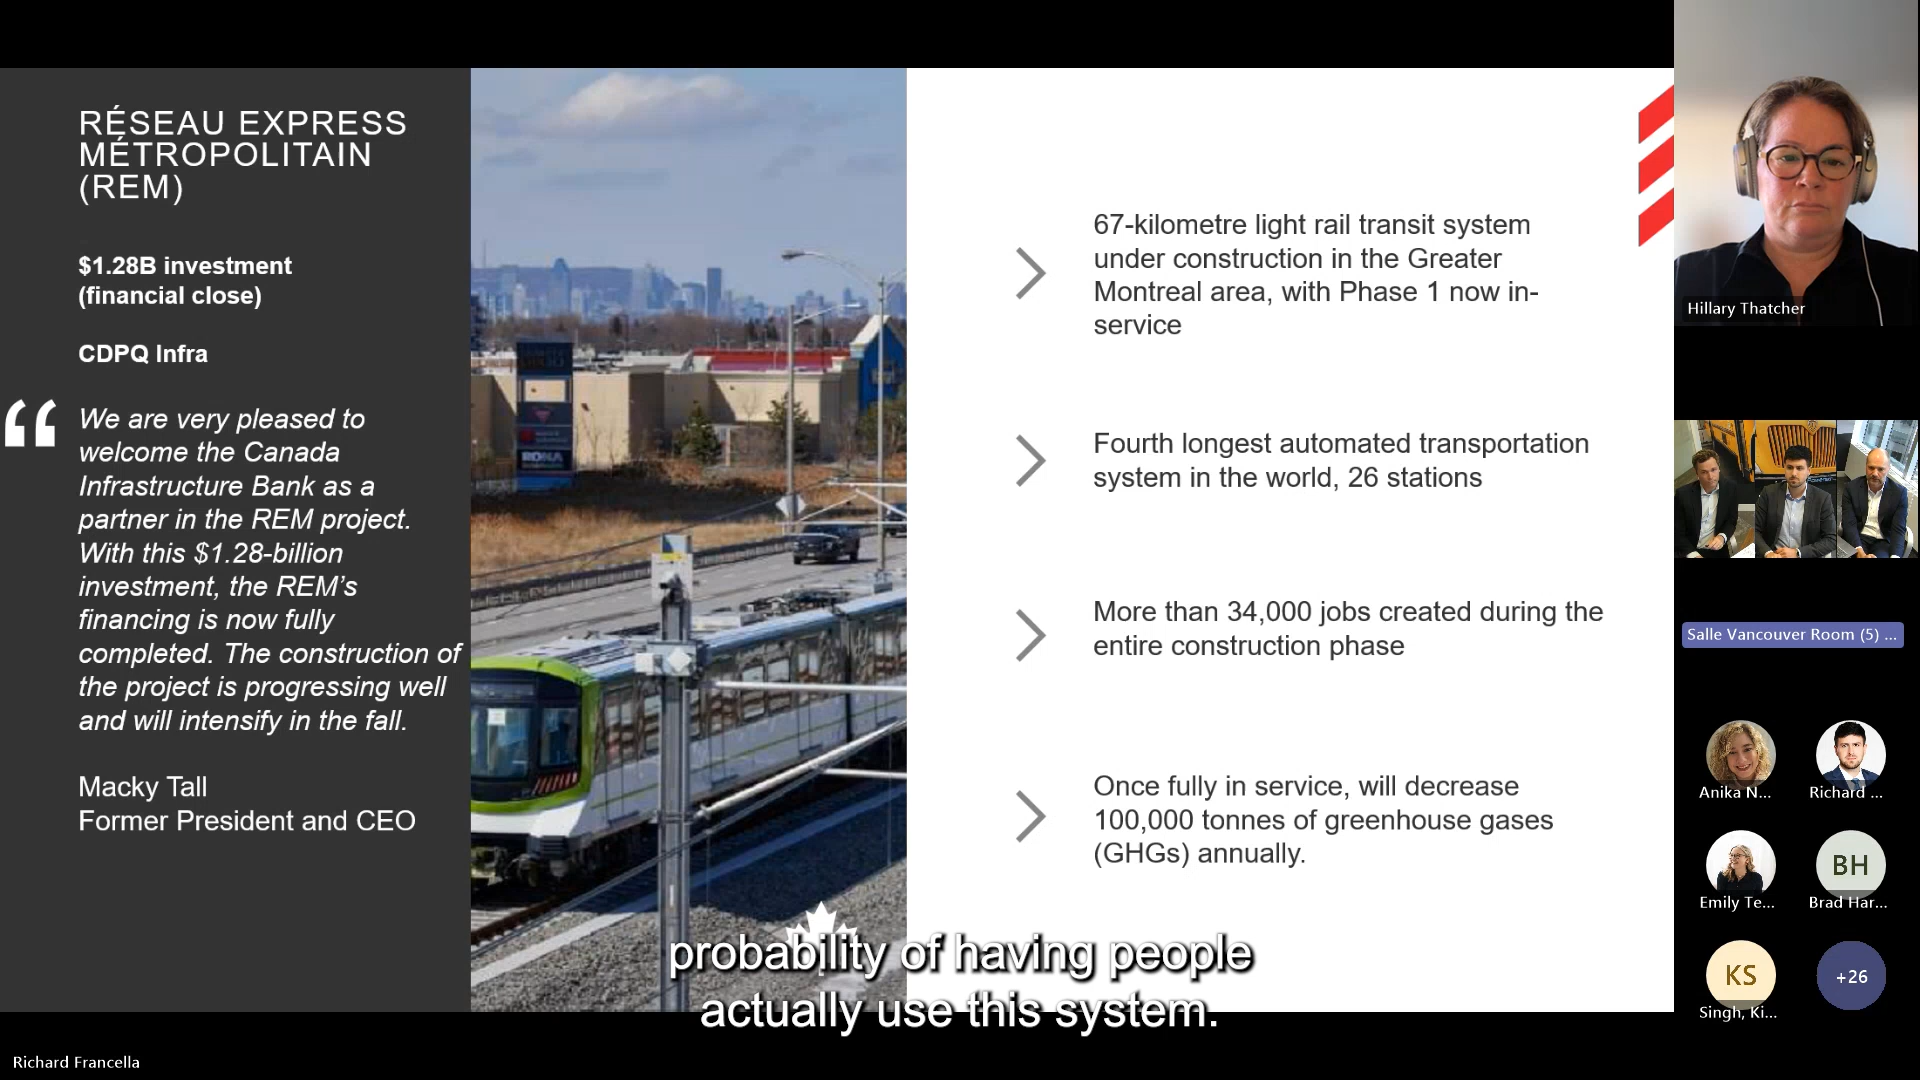 RÉSEAU EXPRESS
MÉTROPOLITAIN
(REM)
$1.28B investment
(financial close)
CDPQ Infra
“
We are very pleased to
welcome the Canada
Infrastructure Bank as a
partner in the REM project.
With this $1.28-billion
investment, the REM’s
financing is now fully
completed. The construction of
the project is progressing well
and will intensify in the fall.
Macky Tall
Former President and CEO
RONA
67-kilometre light rail transit system
under construction in the Greater
Montreal area, with Phase 1 now in-
service
Fourth longest automated transportation
system in the world, 26 stations
More than 34,000 jobs created during the
entire construction phase
Once fully in service, will decrease
100,000 tonnes of greenhouse gases
(GHGs) annually.
probability of having people
actually use this system.
Hillary Thatcher
Salle Vancouver Room (5) ...
Anika N...
Richard ...
Emily Te...
BH
Brad Har...
KS
Singh, Ki...
+26
Richard Francella